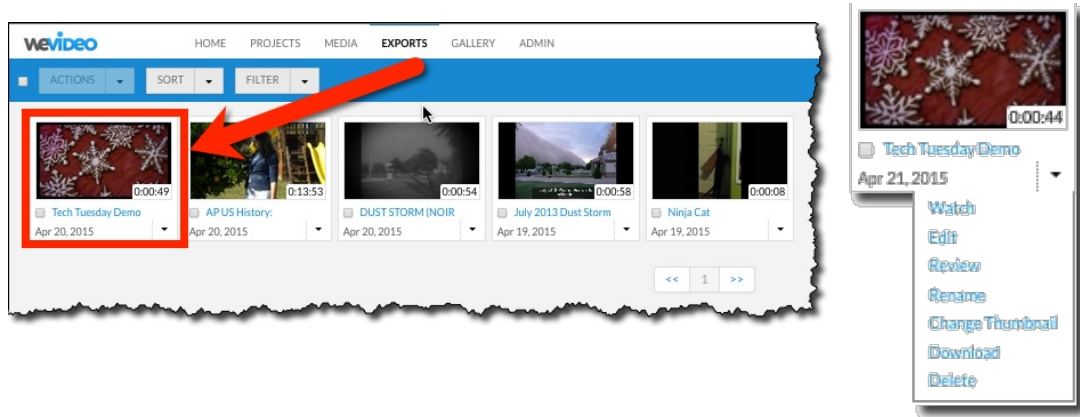 WeVideo HOME PROJECTS MEDIA EXPORTS GALLERY ADMIN
ACTIONS SORT FILTER
0:00:49 0:13:53 0:00:54 0:00:58 0:00:08
Tech Tuesday Demo AP US History: DUST STORM (NOIR July 2013 Dust Storm Ninja Cat
Apr 20, 2015 Apr 20, 2015 Apr 20, 2015 Apr 19, 2015 Apr 19, 2015
<< 1 >>
0:00:44
Tech Tuesday Demo
Apr 21, 2015
Watch
Edit
Review
Rename
Change Thumbnail
Download
Delete